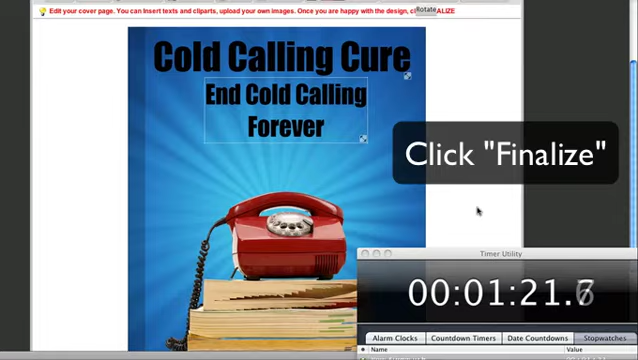 Edit your cover page. You can Insert texts and cliparts, upload your own images. Once you are happy with the design, cl
Rotate
ALIZE
Cold Calling Cure
End Cold Calling
Forever
Click "Finalize"
Timer Utility
00:01:21.
Alarm Clocks
Countdown Timers
Date Countdowns
Stopwatches
Name
Value